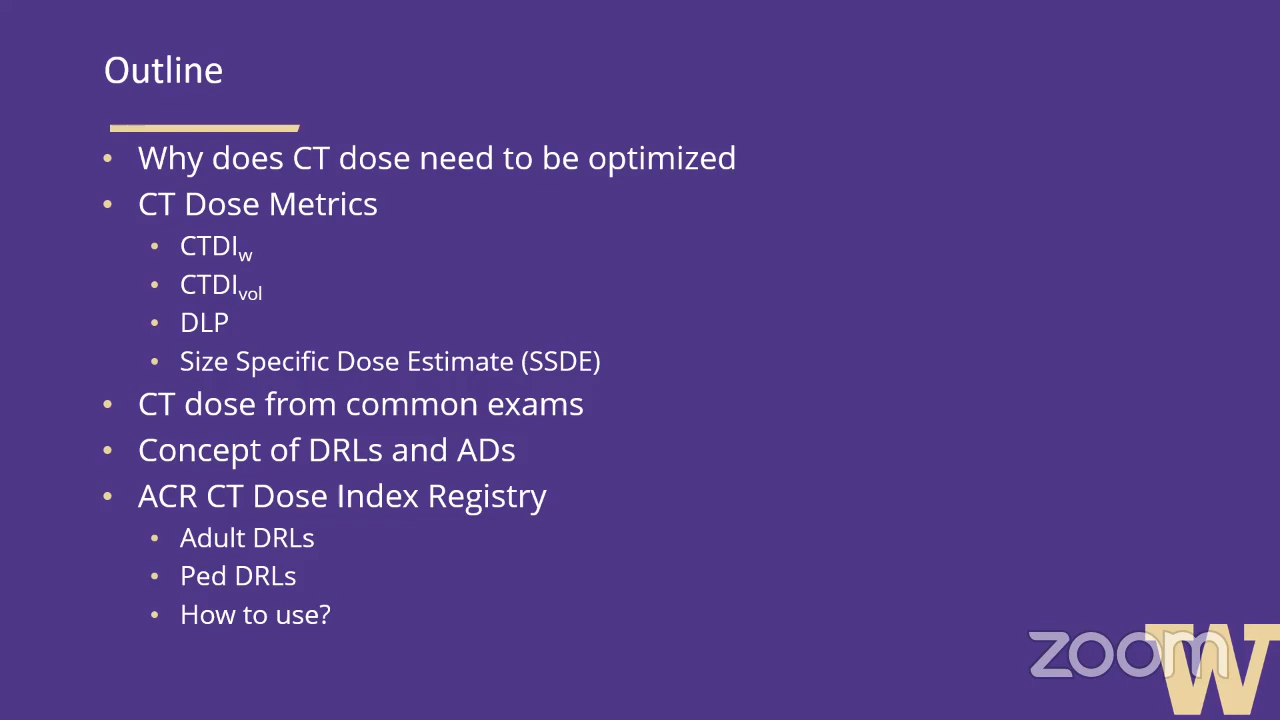 Outline
• Why does CT dose need to be optimized
• CT Dose Metrics
• CTDIw
• CTDIvol
• DLP
• Size Specific Dose Estimate (SSDE)
• CT dose from common exams
• Concept of DRLs and ADs
• ACR CT Dose Index Registry
• Adult DRLs
• Ped DRLs
• How to use?
zoom
W